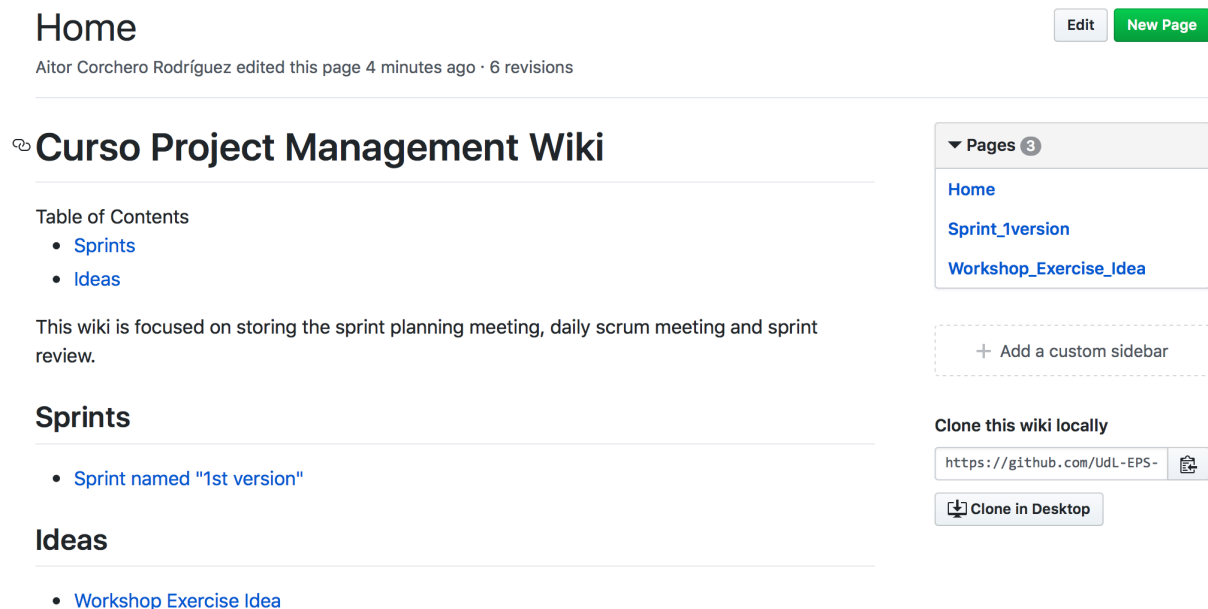 Home
Edit
New Page
Aitor Corchero Rodríguez edited this page 4 minutes ago · 6 revisions
Curso Project Management Wiki
Table of Contents
Sprints
Ideas
This wiki is focused on storing the sprint planning meeting, daily scrum meeting and sprint
review.
Sprints
Sprint named "1st version"
Ideas
Workshop Exercise Idea
Pages 3
Home
Sprint_1version
Workshop_Exercise_Idea
Add a custom sidebar
Clone this wiki locally
https://github.com/UdL-EPS-
Clone in Desktop